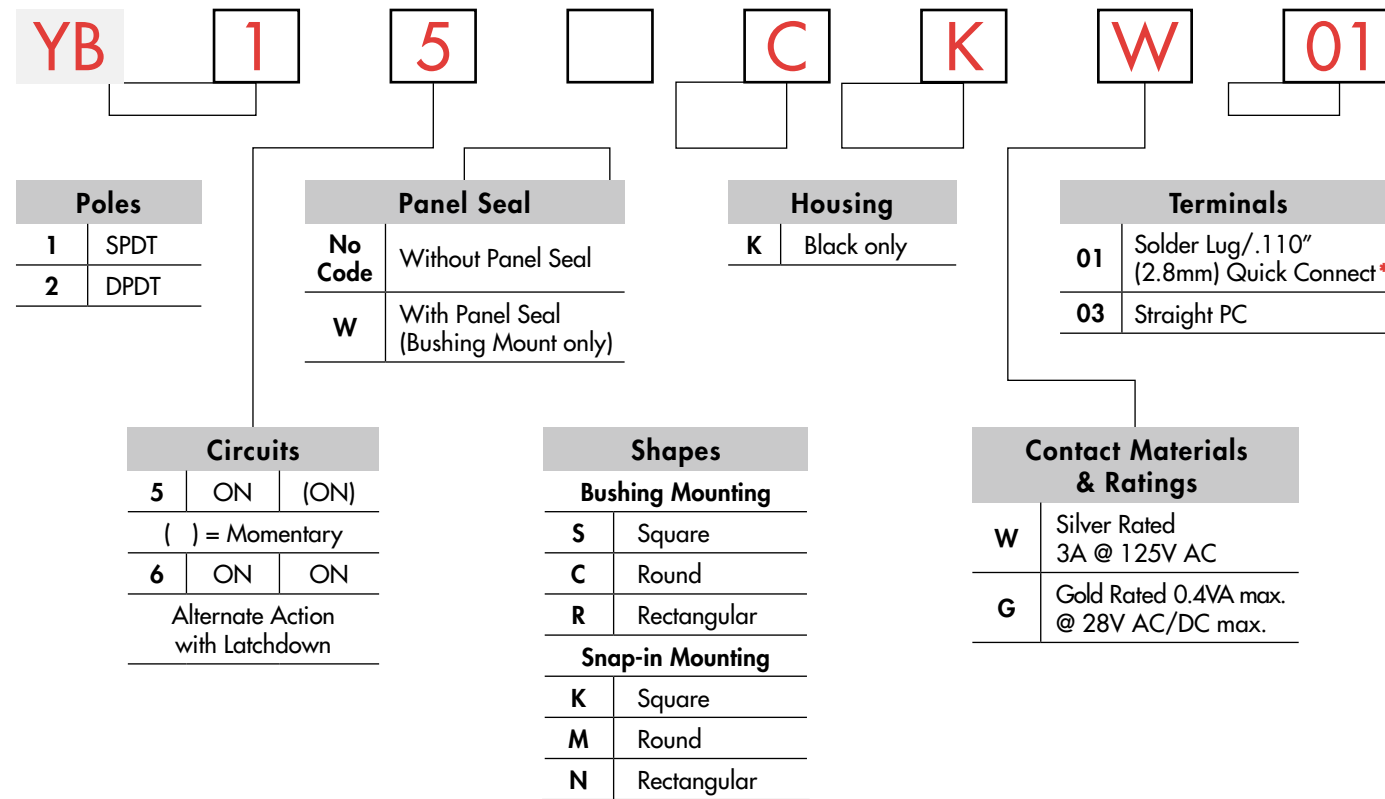 YB 1 5 C K W 01
Poles
1 SPDT
2 DPDT
Panel Seal
No Code Without Panel Seal
W With Panel Seal
(Bushing Mount only)
Housing
K Black only
Terminals
01 Solder Lug/.110″
(2.8mm) Quick Connect*
03 Straight PC
Circuits
5 ON (ON)
( ) = Momentary
6 ON ON
Alternate Action
with Latchdown
Shapes
Bushing Mounting
S Square
C Round
R Rectangular
Snap-in Mounting
K Square
M Round
N Rectangular
Contact Materials
& Ratings
W Silver Rated
3A @ 125V AC
G Gold Rated 0.4VA max.
@ 28V AC/DC max.